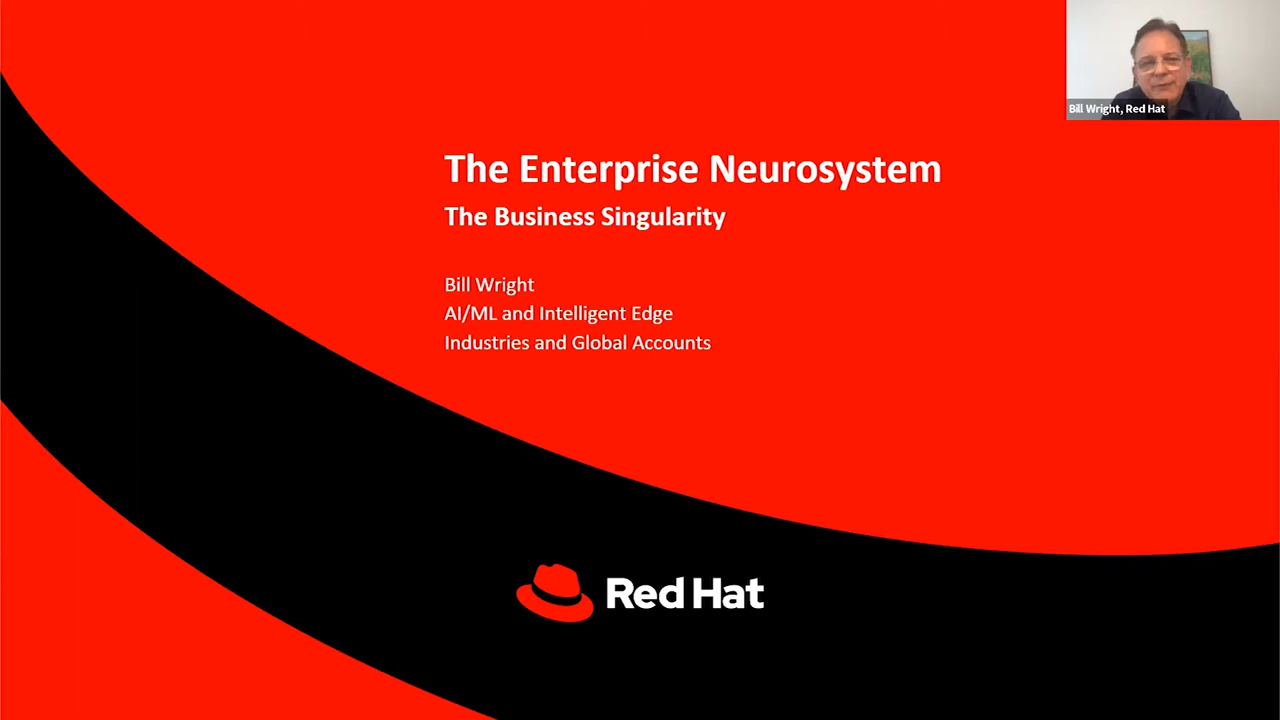 Bill Wright, Red Hat
The Enterprise Neurosystem
The Business Singularity
Bill Wright
AI/ML and Intelligent Edge
Industries and Global Accounts
Red Hat